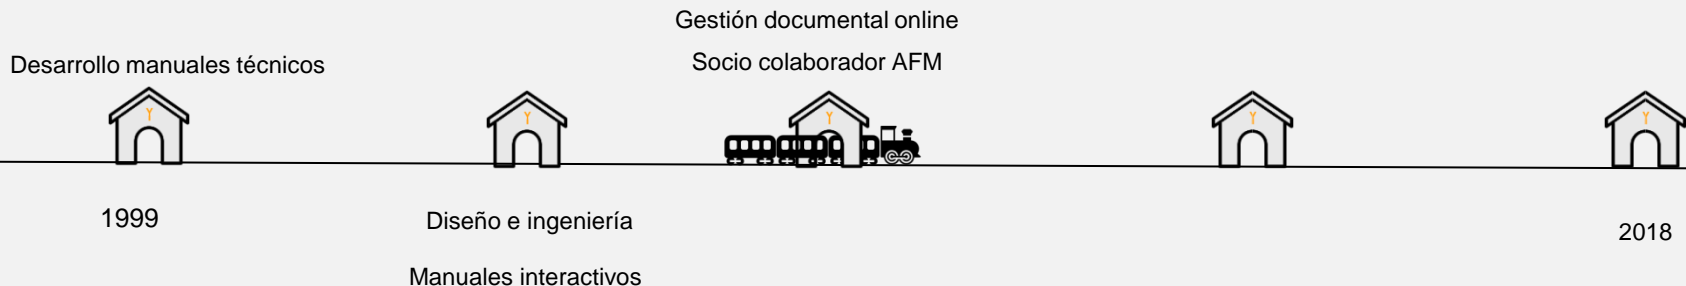 Gestión documental online
Socio colaborador AFM
Desarrollo manuales técnicos
1999
Diseño e ingeniería
Manuales interactivos
2018